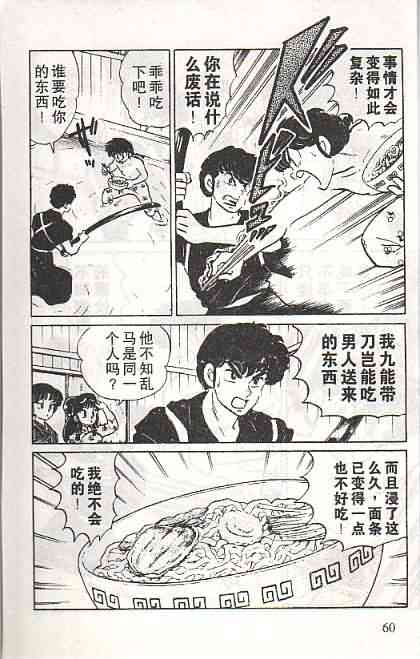 事情才会
变得如此
复杂！
你在说什
么废话！
乖乖吃
下吧！
谁要吃你
的东西！
我九能带
刀岂能吃
男人送来
的东西！
他不知乱
马是同一
个人吗？
而且浸了这
么久，面条
已变得一点
也不好吃！
我绝不会
吃的！
60